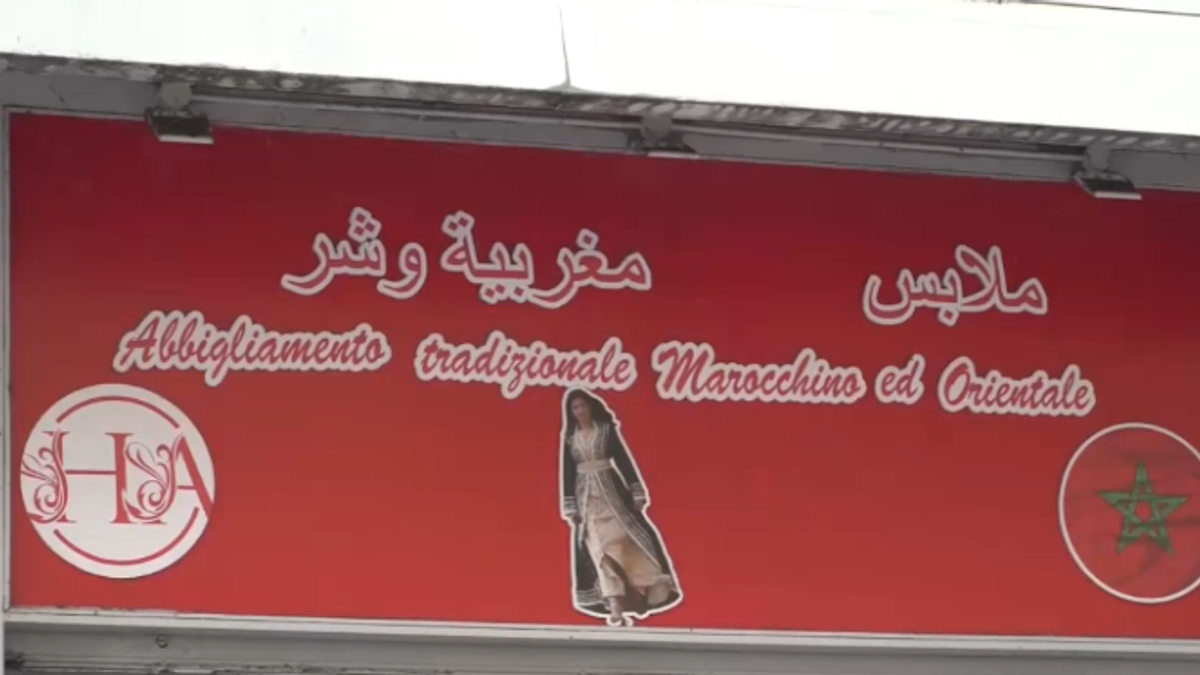 ملابس مغربية وشر
Abbigliamento tradizionale Marocchino ed Orientale
HA